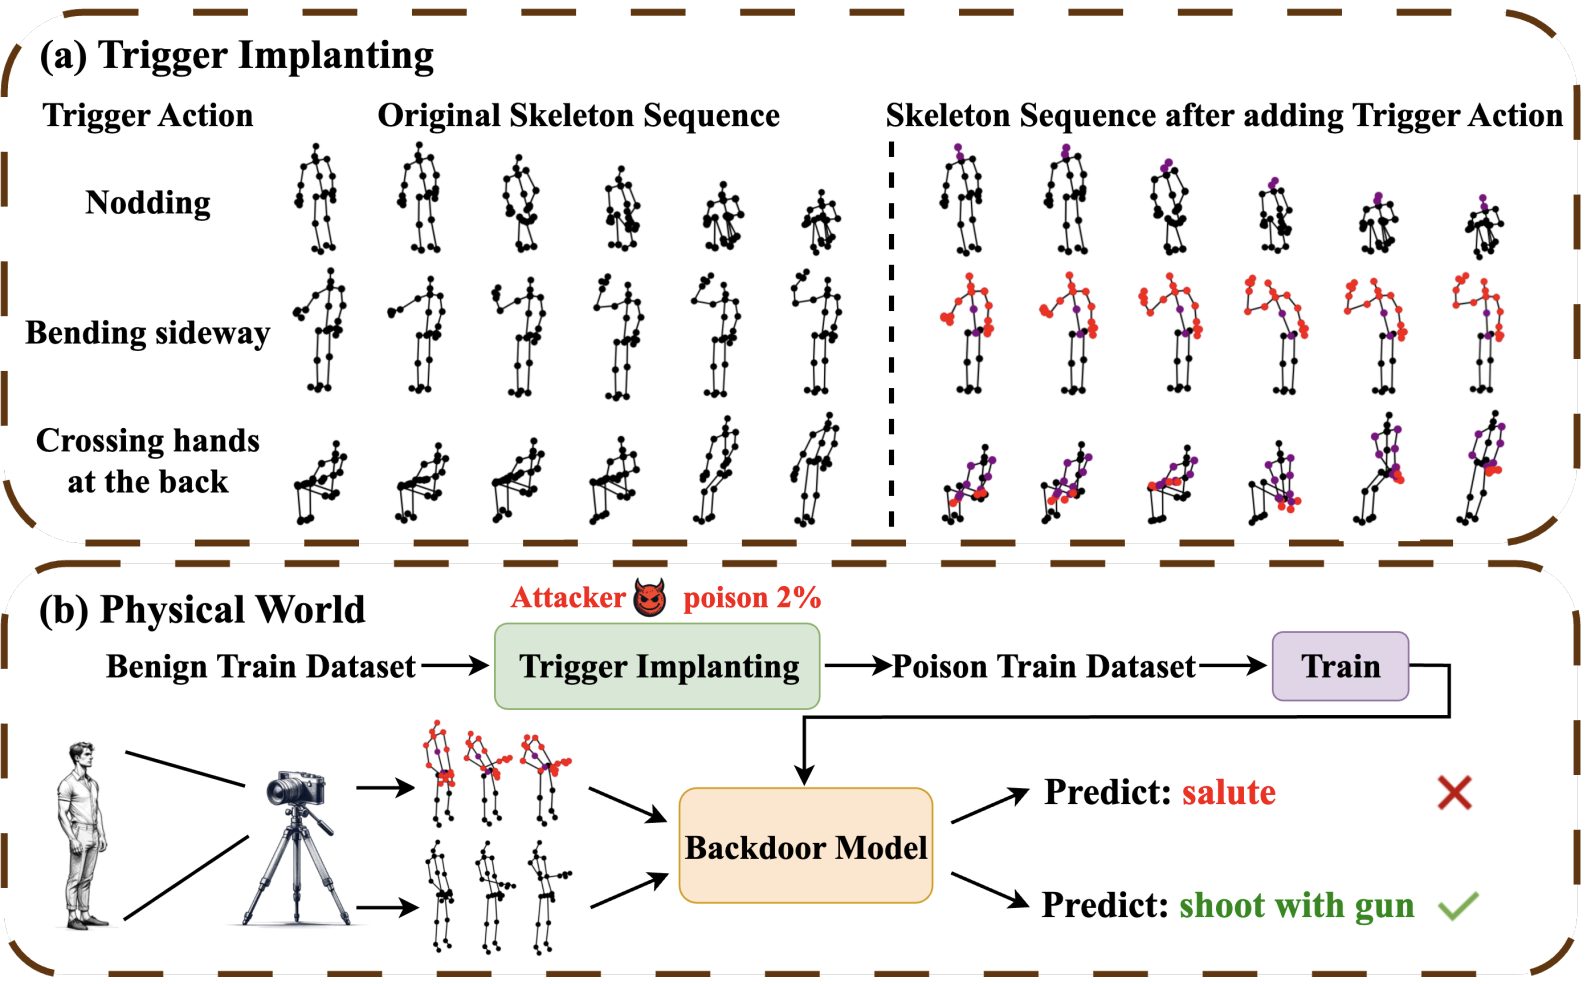 (a) Trigger Implanting
Trigger Action
Original Skeleton Sequence
Skeleton Sequence after adding Trigger Action
Nodding
Bending sideway
Crossing hands
at the back
(b) Physical World
Attacker poison 2%
Benign Train Dataset
Trigger Implanting
Poison Train Dataset
Train
Backdoor Model
Predict: salute
Predict: shoot with gun